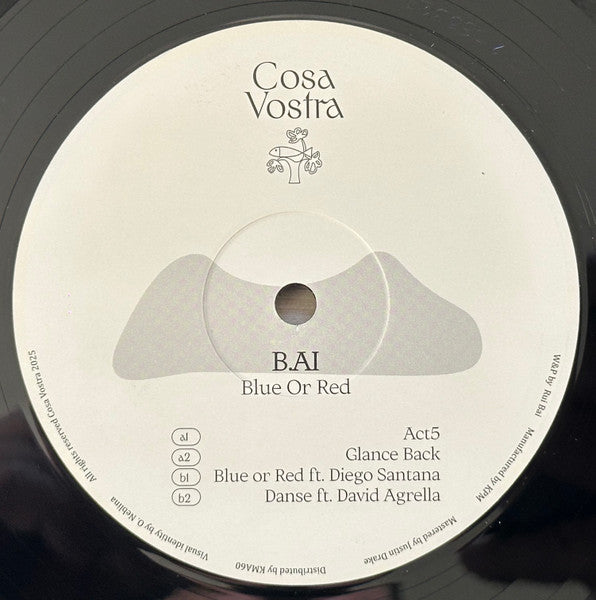 Cosa
Vostra
B.AI
Blue Or Red
a1 Act5
a2 Glance Back
b1 Blue or Red ft. Diego Santana
b2 Danse ft. David Agrella
All rights reserved Cosa Vostra 2025
Visual identity by O. Nehlina
Distributed by KMA60
Mastered by Justin Drake
Manufactured by KPM
W&P by Rui Bai